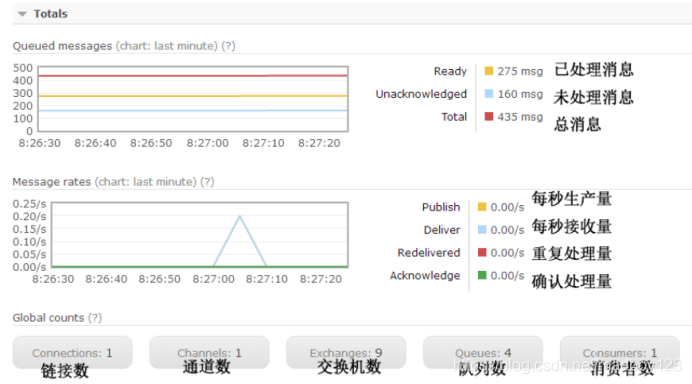 Totals
Queued messages (chart: last minute) (?)
500
400
300
200
100
0
8:26:30 8:26:40 8:26:50 8:27:00 8:27:10 8:27:20
Ready 275 msg 已处理消息
Unacknowledged 160 msg 未处理消息
Total 435 msg 总消息
Message rates (chart: last minute) (?)
0.25/s
0.20/s
0.15/s
0.10/s
0.05/s
0.00/s
8:26:30 8:26:40 8:26:50 8:27:00 8:27:10 8:27:20
Publish 0.00/s 每秒生产量
Deliver 0.00/s 每秒接收量
Redelivered 0.00/s 重复处理量
Acknowledge 0.00/s 确认处理量
Global counts (?)
Connections: 1 Channels: 1 Exchanges: 9 Queues: 4 Consumers: 1
链接数 通道数 交换机数 队列数 消费者数